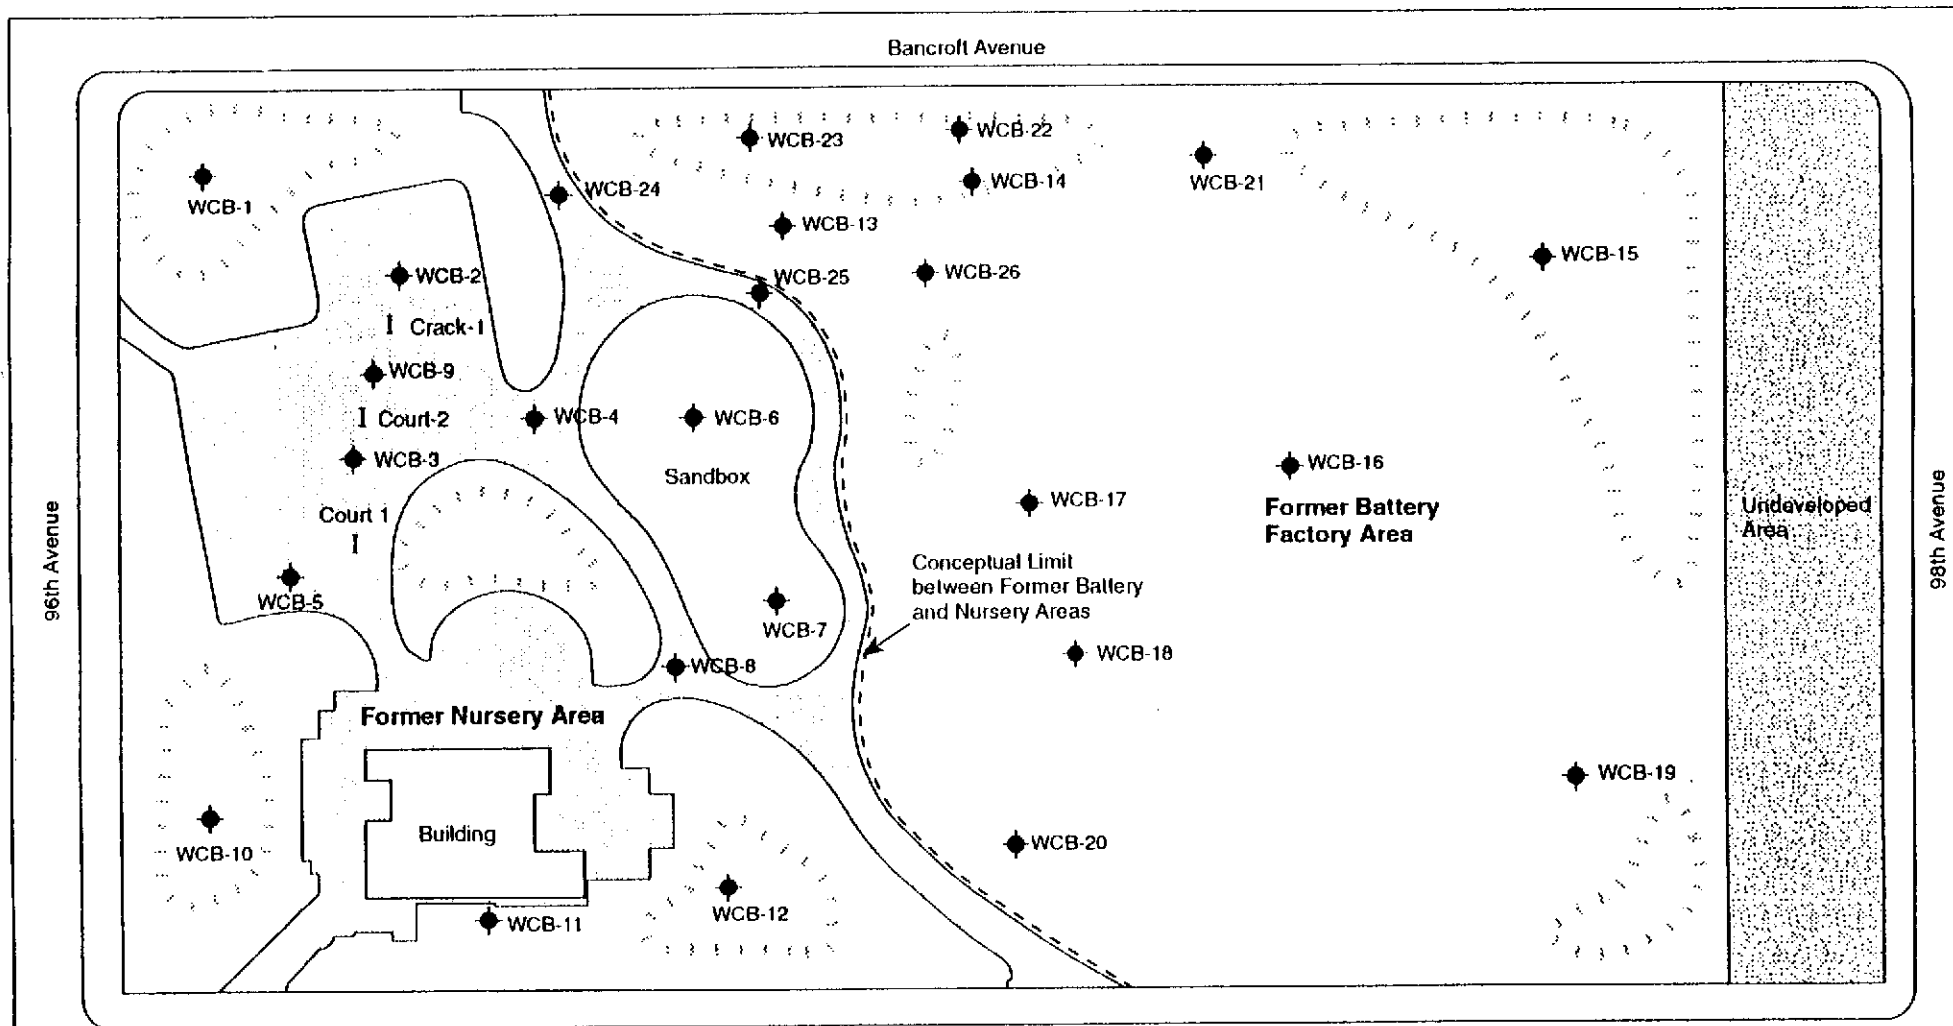 Bancroft Avenue
WCB-23
WCB-22
WCB-14
WCB-21
WCB-24
WCB-1
WCB-13
WCB-15
WCB-2
WCB-25
WCB-26
Crack-1
WCB-9
Court-2
WCB-4
WCB-6
WCB-3
Sandbox
WCB-16
WCB-17
Former Battery
Factory Area
Undeveloped
Area
Court 1
96th Avenue
98th Avenue
Conceptual Limit
between Former Battery
and Nursery Areas
WCB-5
WCB-7
WCB-8
WCB-18
Former Nursery Area
WCB-19
Building
WCB-20
WCB-10
WCB-12
WCB-11